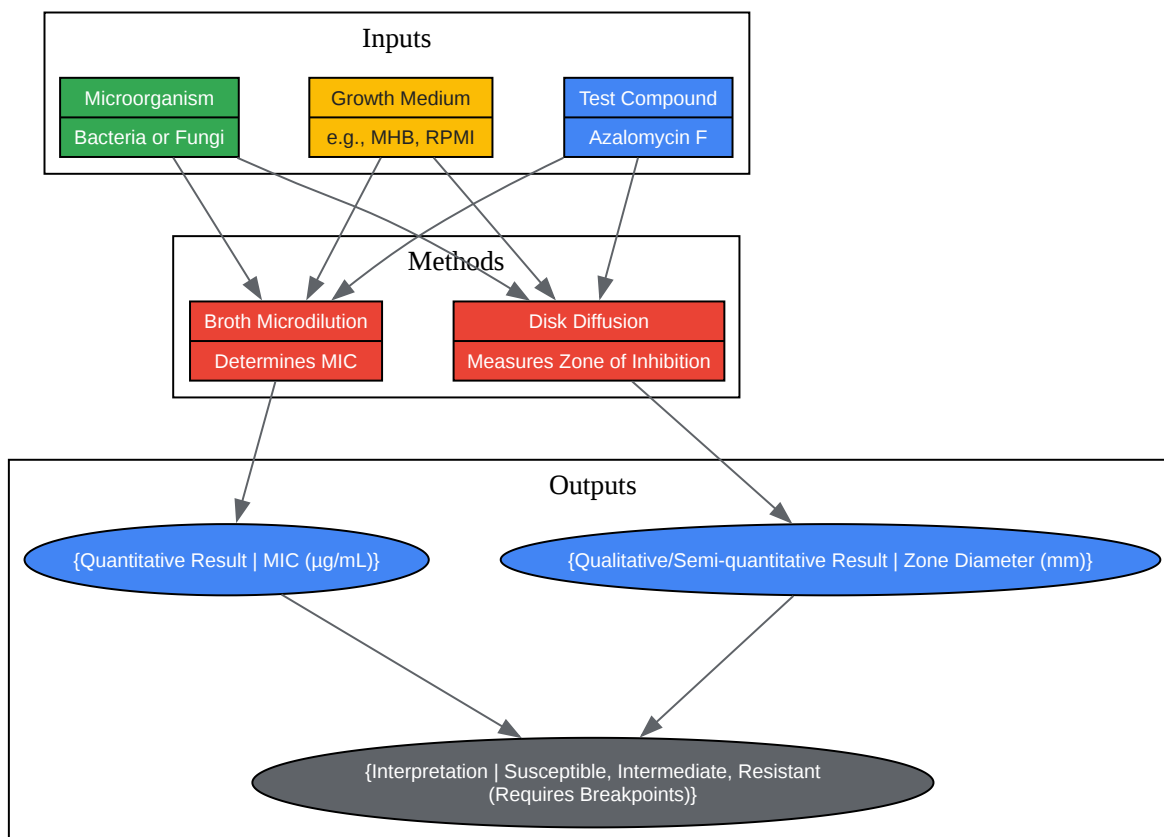 Inputs
Microorganism
Bacteria or Fungi
Growth Medium
e.g., MHB, RPMI
Test Compound
Azalomycin F
Methods
Broth Microdilution
Determines MIC
Disk Diffusion
Measures Zone of Inhibition
Outputs
{Quantitative Result | MIC (µg/mL)}
{Qualitative/Semi-quantitative Result | Zone Diameter (mm)}
{Interpretation | Susceptible, Intermediate, Resistant
(Requires Breakpoints)}